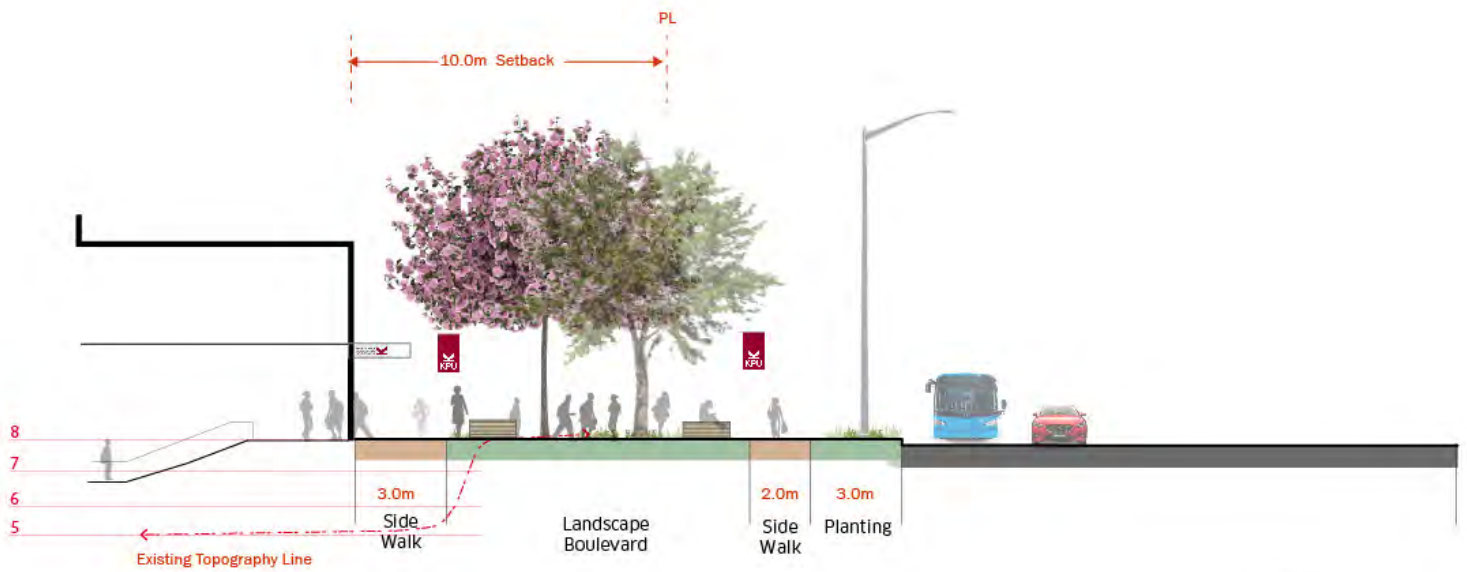 PL
10.0m Setback
KPU
KPU
8
7
6
5
3.0m
Side
Walk
Landscape
Boulevard
2.0m
Side
Walk
3.0m
Planting
Existing Topography Line